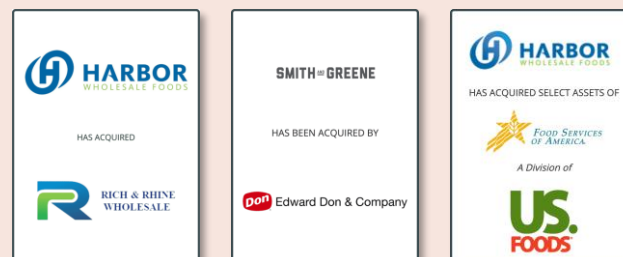 HARBOR
WHOLESALE FOODS
HAS ACQUIRED
RICH & RHINE
WHOLESALE
SMITH AND GREENE
HAS BEEN ACQUIRED BY
Don Edward Don & Company
HARBOR
WHOLESALE FOODS
HAS ACQUIRED SELECT ASSETS OF
FOOD SERVICES
OF AMERICA
A Division of
US.
FOODS